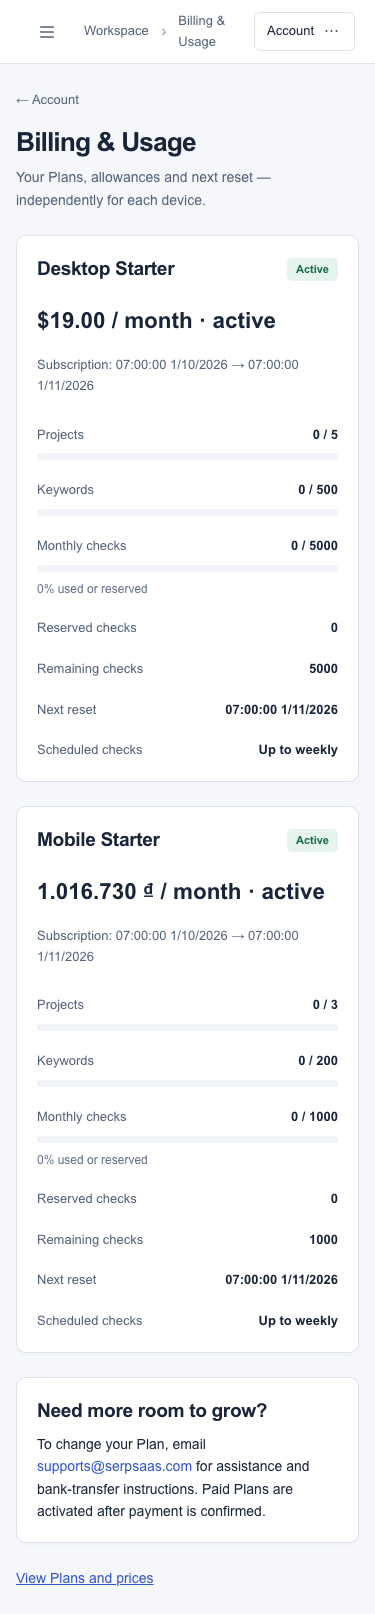 Workspace › Billing & Usage
Account ···
← Account
Billing & Usage
Your Plans, allowances and next reset —
independently for each device.
Desktop Starter Active
$19.00 / month · active
Subscription: 07:00:00 1/10/2026 → 07:00:00
1/11/2026
Projects 0 / 5
Keywords 0 / 500
Monthly checks 0 / 5000
0% used or reserved
Reserved checks 0
Remaining checks 5000
Next reset 07:00:00 1/11/2026
Scheduled checks Up to weekly
Mobile Starter Active
1.016.730 ₫ / month · active
Subscription: 07:00:00 1/10/2026 → 07:00:00
1/11/2026
Projects 0 / 3
Keywords 0 / 200
Monthly checks 0 / 1000
0% used or reserved
Reserved checks 0
Remaining checks 1000
Next reset 07:00:00 1/11/2026
Scheduled checks Up to weekly
Need more room to grow?
To change your Plan, email
supports@serpsaas.com for assistance and
bank-transfer instructions. Paid Plans are
activated after payment is confirmed.
View Plans and prices